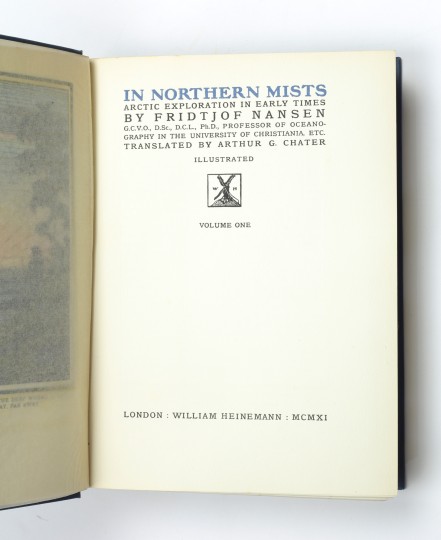 IN NORTHERN MISTS
ARCTIC EXPLORATION IN EARLY TIMES
BY FRIDTJOF NANSEN
G.C.V.O., D.Sc., D.C.L., Ph.D., PROFESSOR OF OCEANO-
GRAPHY IN THE UNIVERSITY OF CHRISTIANIA, ETC.
TRANSLATED BY ARTHUR G. CHATER
ILLUSTRATED
W H
VOLUME ONE
LONDON : WILLIAM HEINEMANN : MCMXI